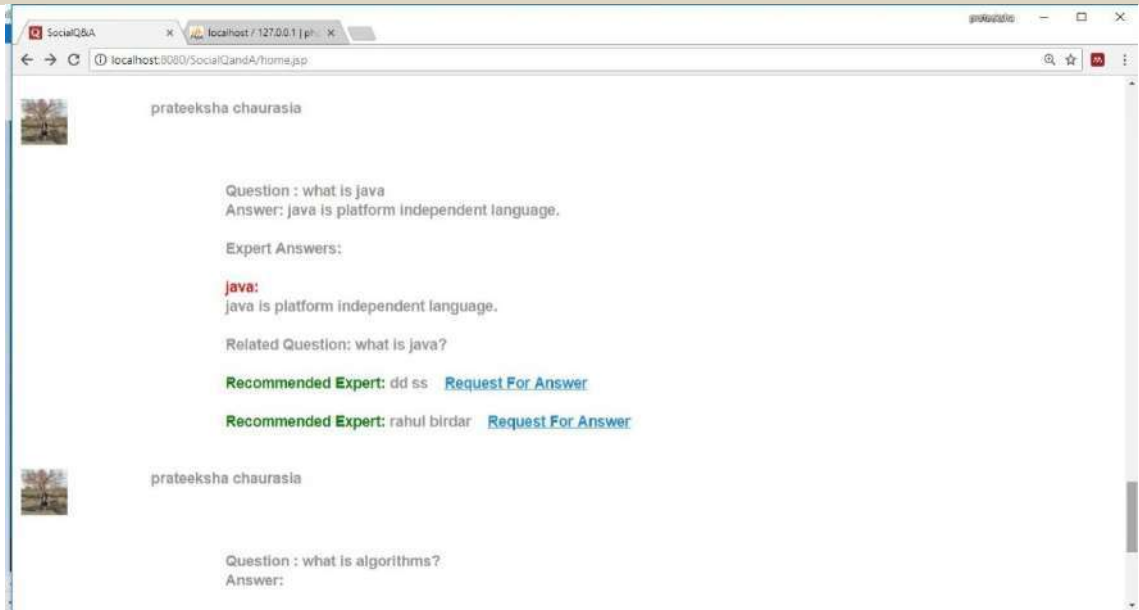 prateeksha
SocialQ&A
localhost / 127.0.0.1 | ph
localhost:8080/SocialQandA/home.jsp
prateeksha chaurasia
Question : what is java
Answer: java is platform independent language.
Expert Answers:
java:
java is platform independent language.
Related Question: what is java?
Recommended Expert: dd ss Request For Answer
Recommended Expert: rahul birdar Request For Answer
prateeksha chaurasia
Question : what is algorithms?
Answer: